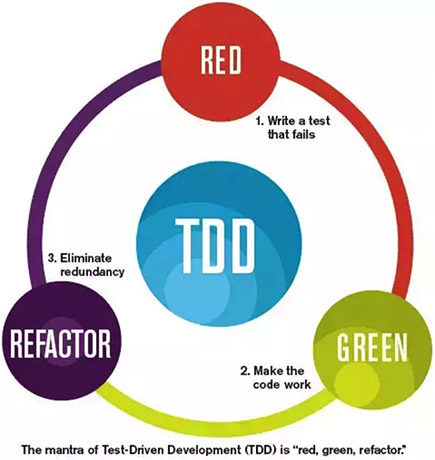 RED
1. Write a test
that fails
TDD
3. Eliminate
redundancy
REFACTOR
GREEN
2. Make the
code work
The mantra of Test-Driven Development (TDD) is “red, green, refactor.”